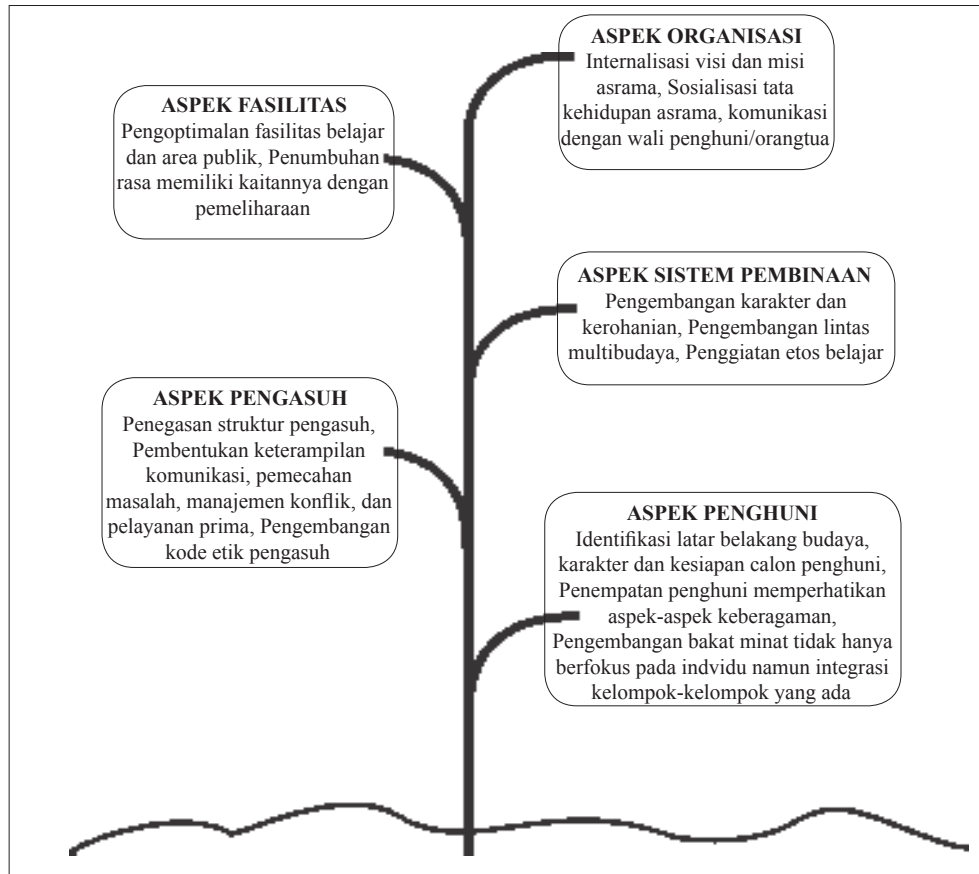 ASPEK ORGANISASI
Internalisasi visi dan misi
asrama, Sosialisasi tata
kehidupan asrama, komunikasi
dengan wali penghuni/orangtua
ASPEK FASILITAS
Pengoptimalan fasilitas belajar
dan area publik, Penumbuhan
rasa memiliki kaitannya dengan
pemeliharaan
ASPEK SISTEM PEMBINAAN
Pengembangan karakter dan
kerohanian, Pengembangan lintas
multibudaya, Penggiatan etos belajar
ASPEK PENGASUH
Penegasan struktur pengasuh,
Pembentukan keterampilan
komunikasi, pemecahan
masalah, manajemen konflik, dan
pelayanan prima, Pengembangan
kode etik pengasuh
ASPEK PENGHUNI
Identifikasi latar belakang budaya,
karakter dan kesiapan calon penghuni,
Penempatan penghuni memperhatikan
aspek-aspek keberagaman,
Pengembangan bakat minat tidak hanya
berfokus pada indvidu namun integrasi
kelompok-kelompok yang ada